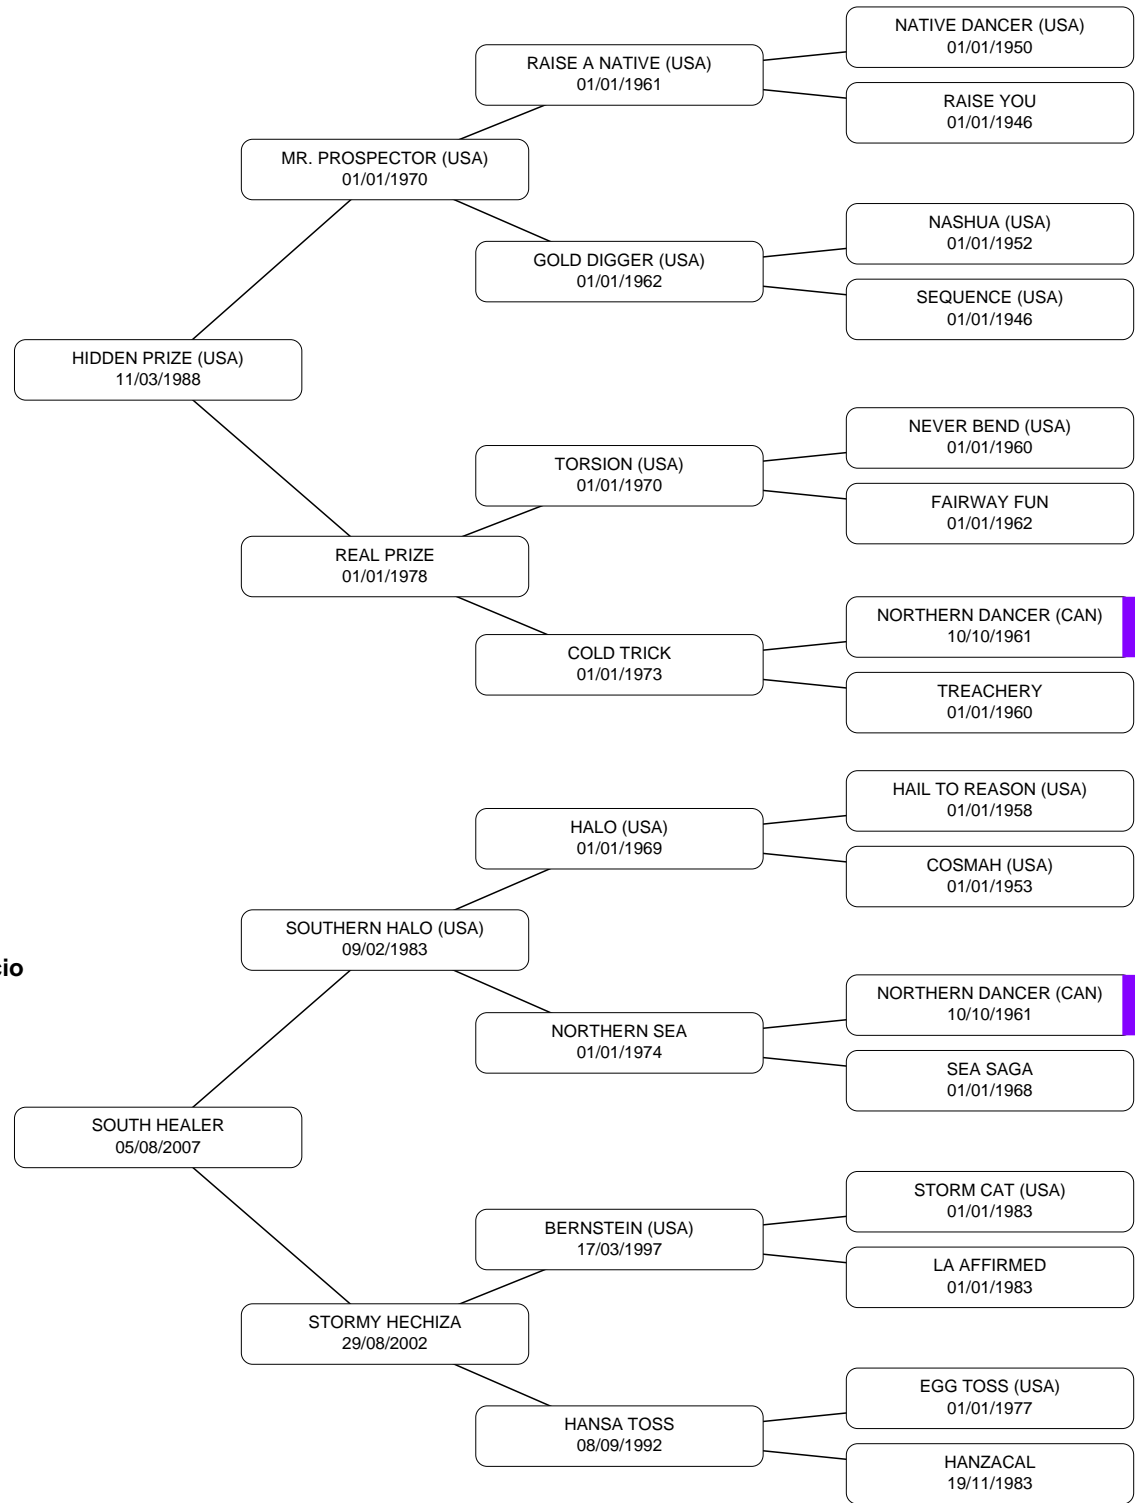 NATIVE DANCER (USA)
01/01/1950
RAISE A NATIVE (USA)
01/01/1961
RAISE YOU
01/01/1946
MR. PROSPECTOR (USA)
01/01/1970
NASHUA (USA)
01/01/1952
GOLD DIGGER (USA)
01/01/1962
SEQUENCE (USA)
01/01/1946
HIDDEN PRIZE (USA)
11/03/1988
NEVER BEND (USA)
01/01/1960
TORSION (USA)
01/01/1970
FAIRWAY FUN
01/01/1962
REAL PRIZE
01/01/1978
NORTHERN DANCER (CAN)
10/10/1961
COLD TRICK
01/01/1973
TREACHERY
01/01/1960
HAIL TO REASON (USA)
01/01/1958
HALO (USA)
01/01/1969
COSMAH (USA)
01/01/1953
SOUTHERN HALO (USA)
09/02/1983
NORTHERN DANCER (CAN)
10/10/1961
NORTHERN SEA
01/01/1974
SEA SAGA
01/01/1968
SOUTH HEALER
05/08/2007
STORM CAT (USA)
01/01/1983
BERNSTEIN (USA)
17/03/1997
LA AFFIRMED
01/01/1983
STORMY HECHIZA
29/08/2002
EGG TOSS (USA)
01/01/1977
HANSA TOSS
08/09/1992
HANZACAL
19/11/1983